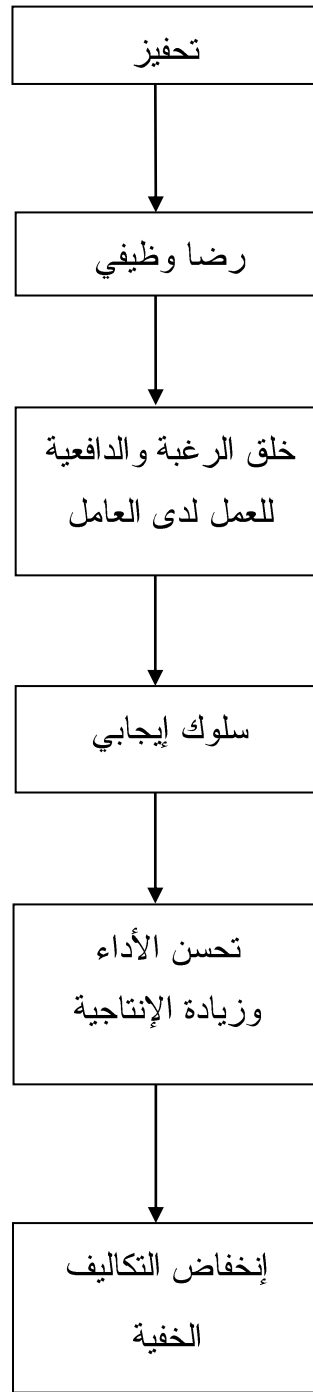 تحفيز
رضا وظيفي
خلق الرغبة والدافعية
للعمل لدى العامل
سلوك إيجابي
تحسن الأداء
وزيادة الإنتاجية
إنخفاض التكاليف
الخفية